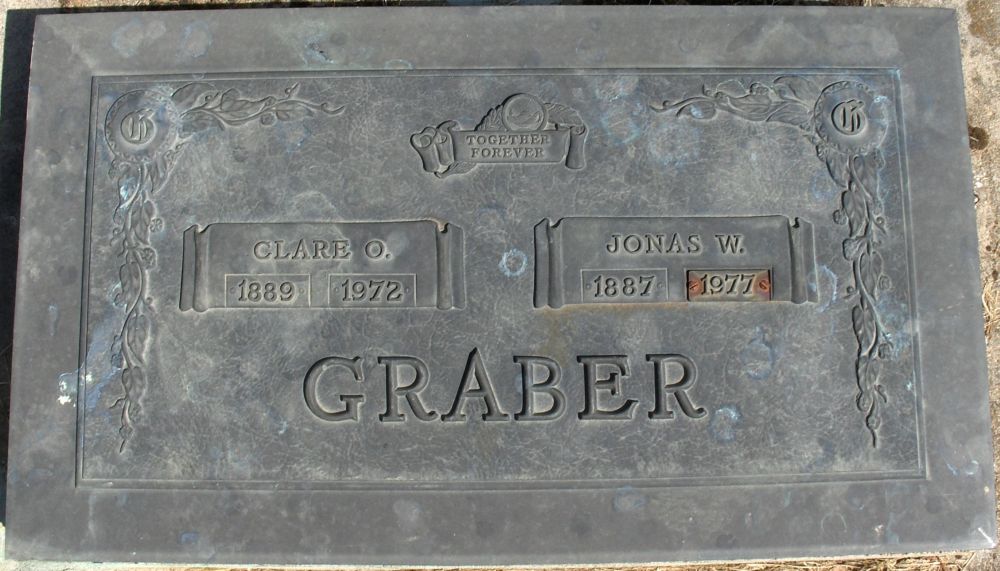 G G
TOGETHER
FOREVER
CLARE O.
1889 1972
JONAS W.
1887 1977
GRABER